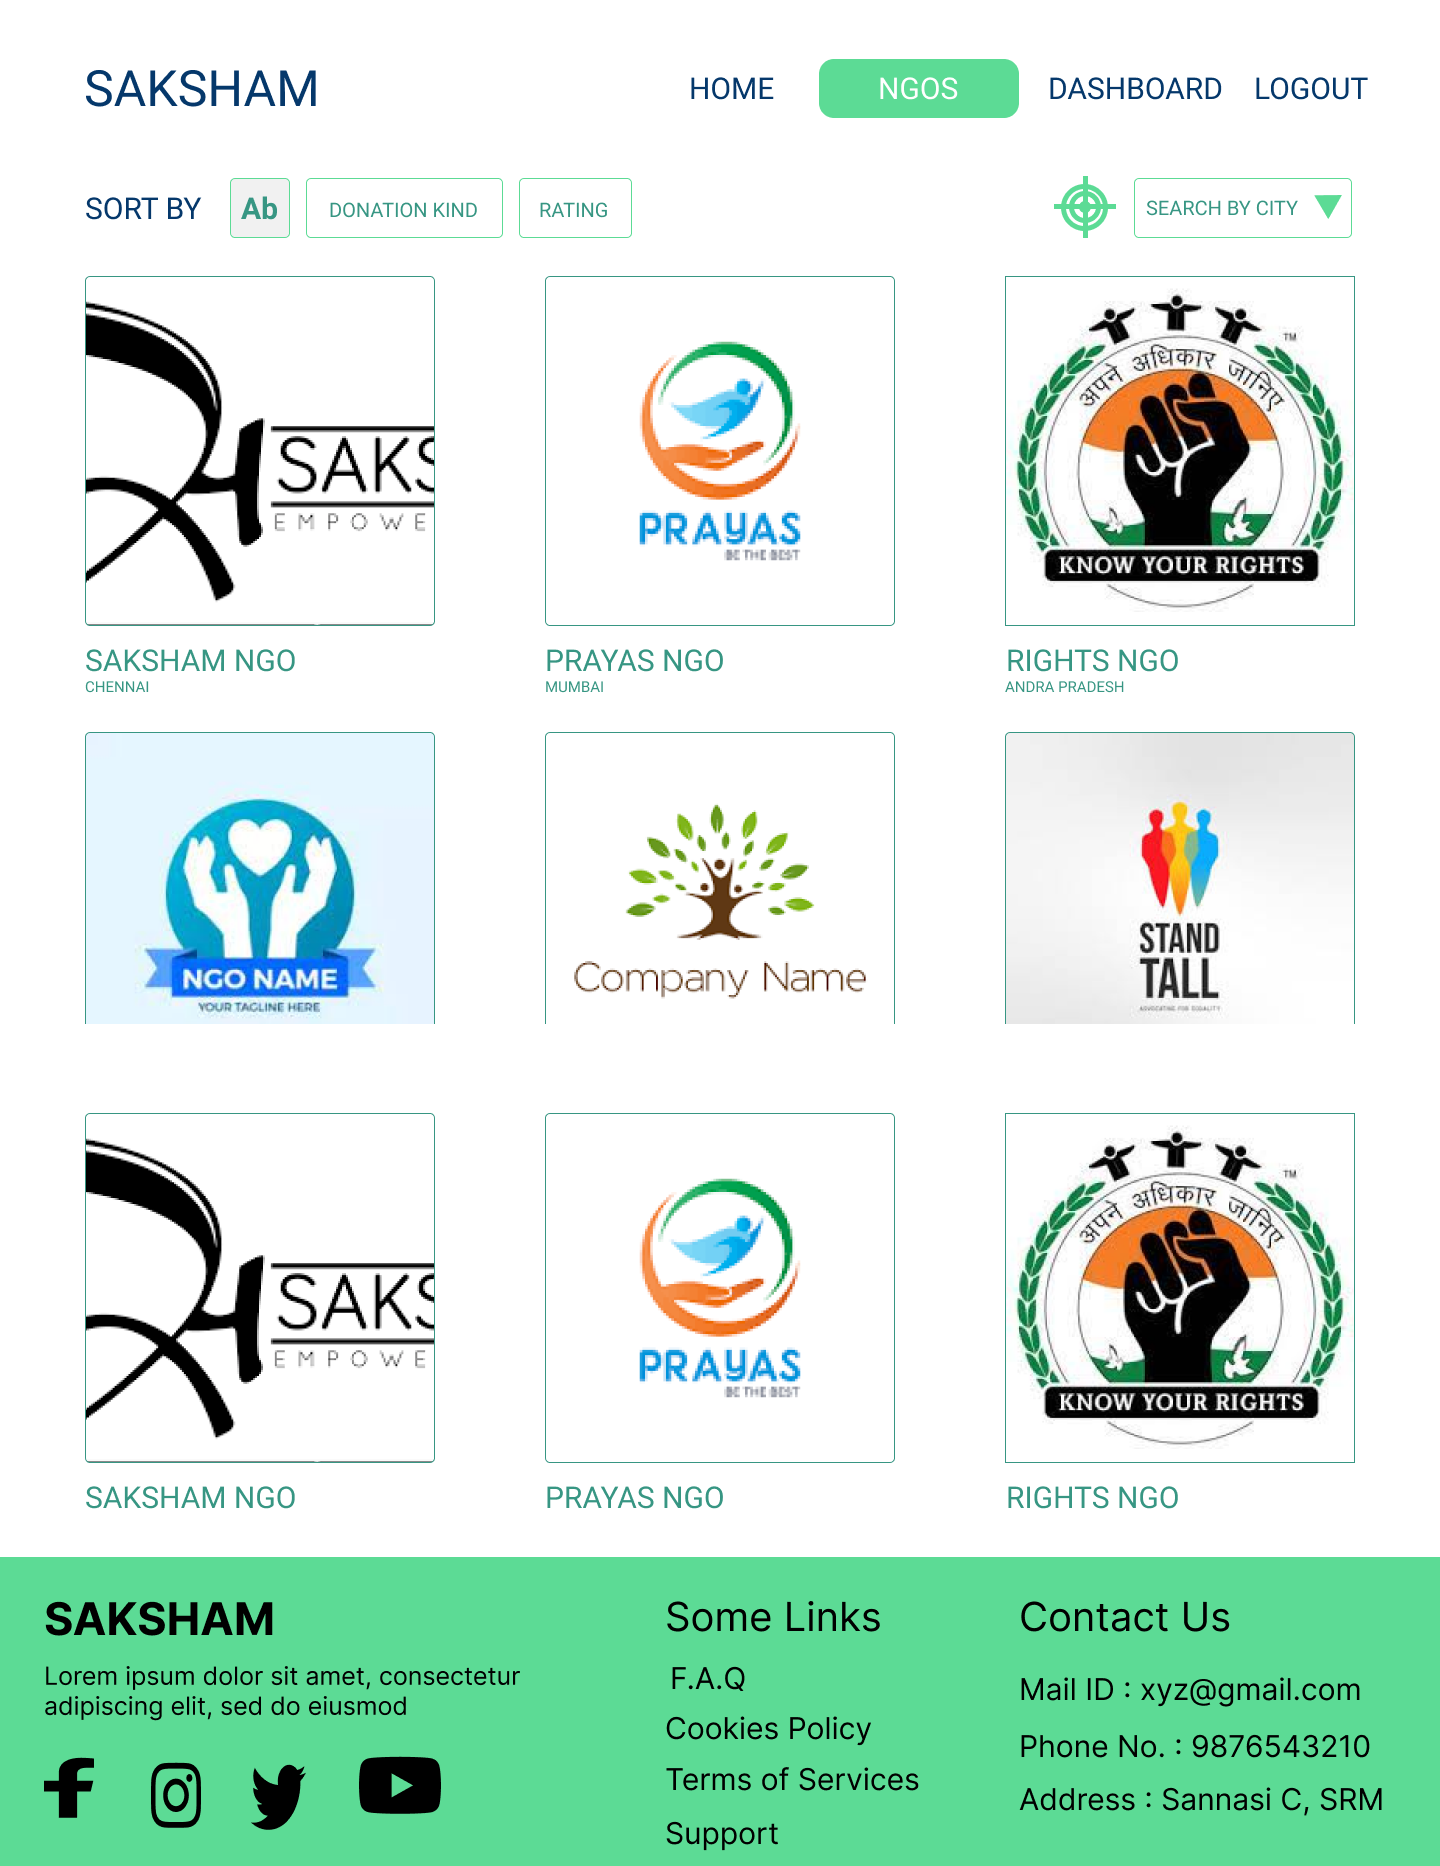 SAKSHAM
HOME NGOS DASHBOARD LOGOUT
SORT BY Ab DONATION KIND RATING SEARCH BY CITY
SAKS
EMPOWE
PRAYAS
BE THE BEST
TM
अपने अधिकार जानिए
KNOW YOUR RIGHTS
SAKSHAM NGO
CHENNAI
PRAYAS NGO
MUMBAI
RIGHTS NGO
ANDRA PRADESH
NGO NAME
YOUR TAGLINE HERE
Company Name
STAND
TALL
ADVOCATING FOR EQUALITY
SAKS
EMPOWE
PRAYAS
BE THE BEST
TM
अपने अधिकार जानिए
KNOW YOUR RIGHTS
SAKSHAM NGO
PRAYAS NGO
RIGHTS NGO
SAKSHAM
Lorem ipsum dolor sit amet, consectetur
adipiscing elit, sed do eiusmod
Some Links
F.A.Q
Cookies Policy
Terms of Services
Support
Contact Us
Mail ID : xyz@gmail.com
Phone No. : 9876543210
Address : Sannasi C, SRM